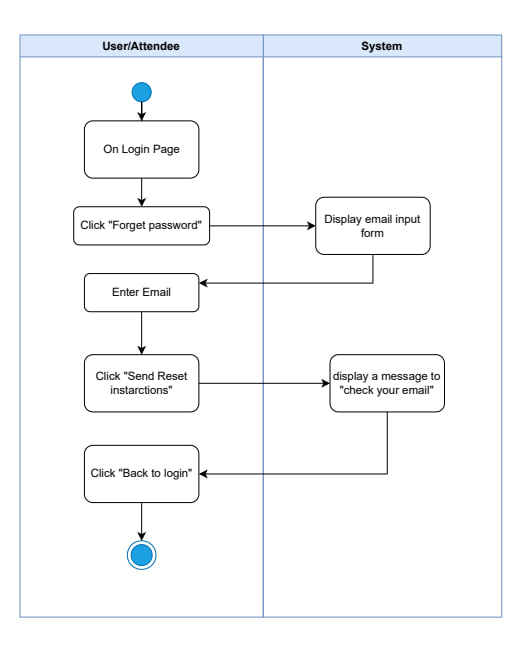 User/Attendee
System
On Login Page
Click "Forget password"
Display email input
form
Enter Email
Click "Send Reset
instarctions"
display a message to
"check your email"
Click "Back to login"